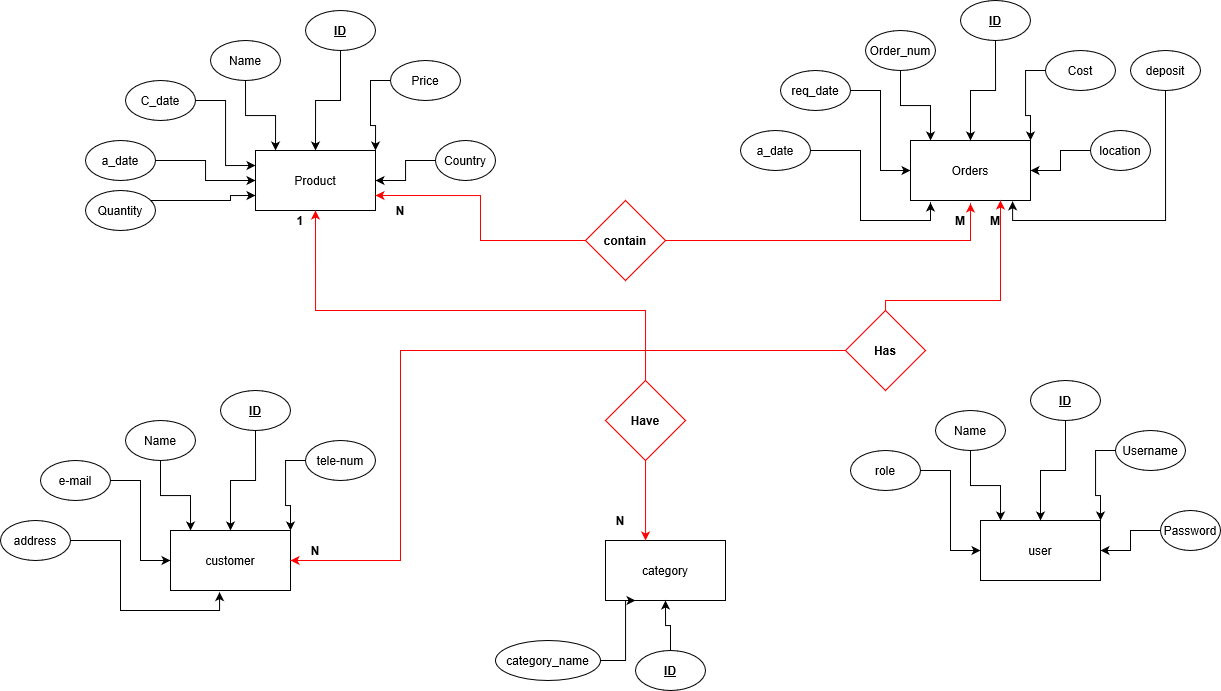 ID
ID
Order_num
Name
Cost
deposit
Price
req_date
C_date
a_date
Country
a_date
location
Product
Orders
Quantity
N
1
M
M
contain
Has
ID
ID
Have
Name
Name
Username
tele-num
role
e-mail
N
Password
address
N
customer
user
category
category_name
ID